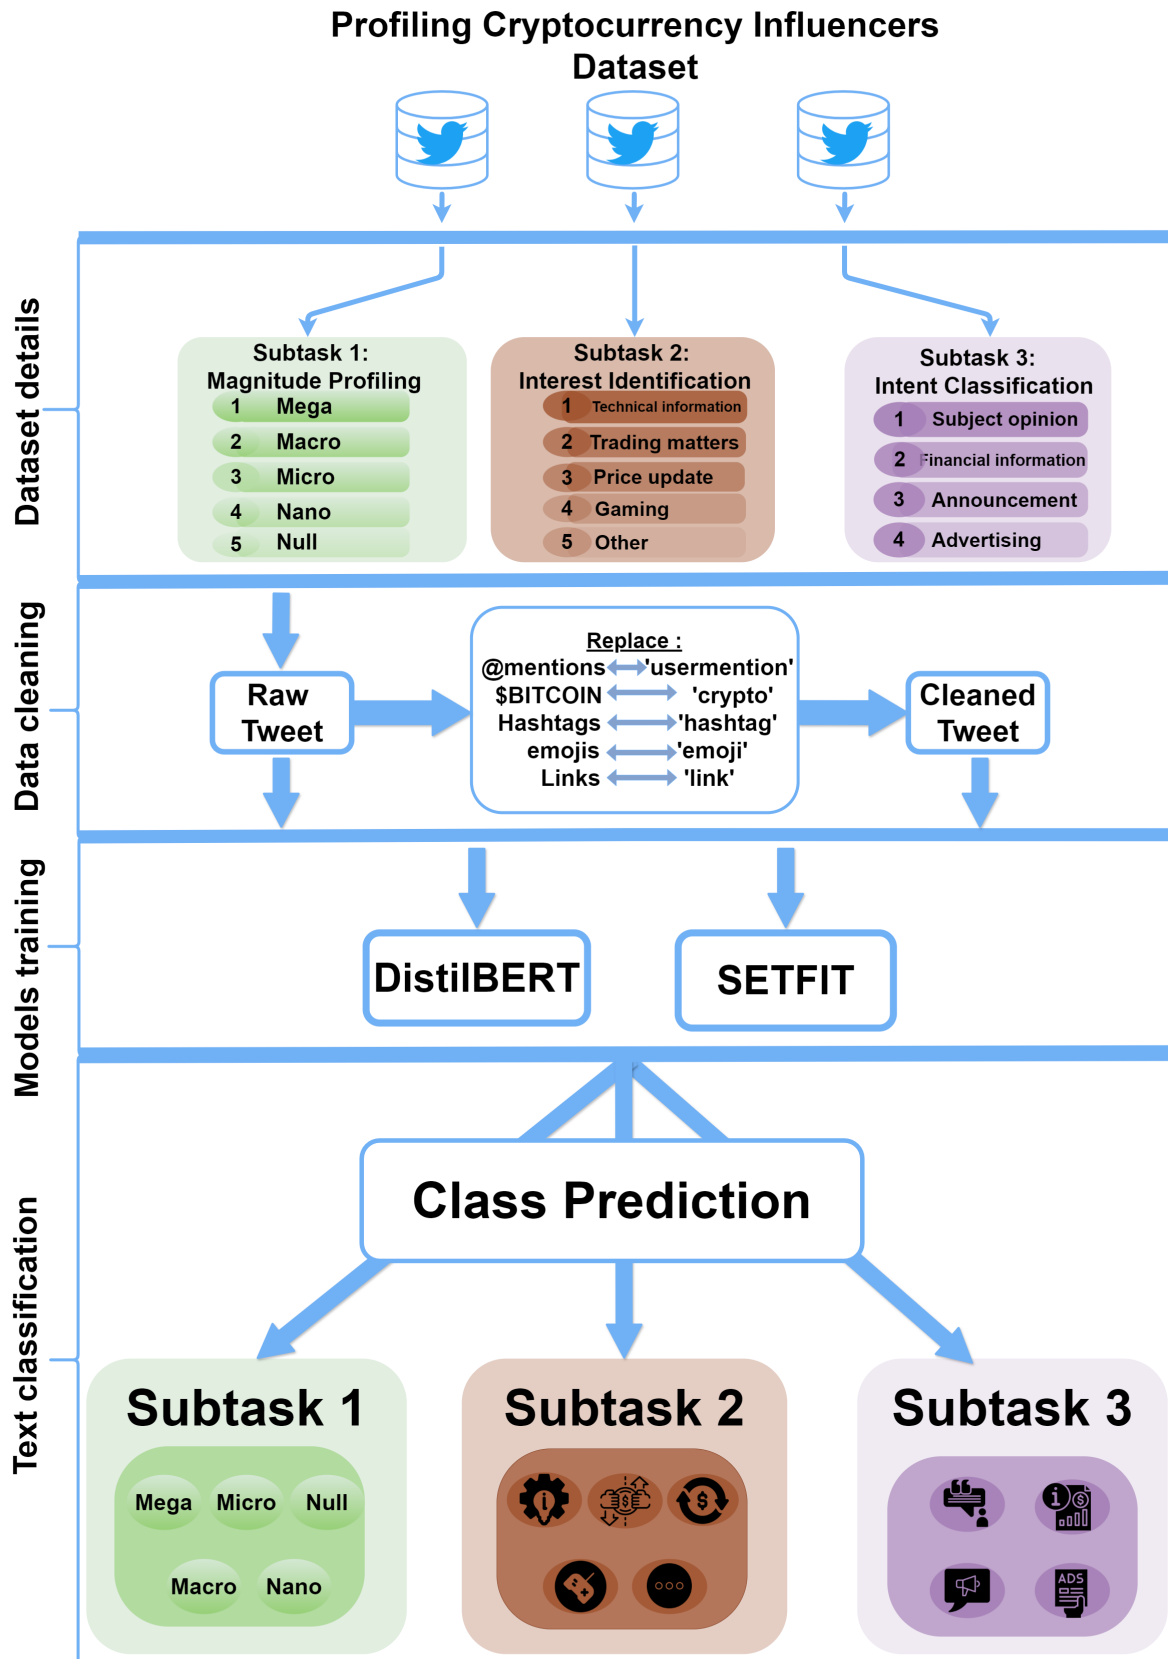 Profiling Cryptocurrency Influencers
Dataset
Dataset details
Subtask 1:
Magnitude Profiling
1 Mega
2 Macro
3 Micro
4 Nano
5 Null
Subtask 2:
Interest Identification
1 Technical information
2 Trading matters
3 Price update
4 Gaming
5 Other
Subtask 3:
Intent Classification
1 Subject opinion
2 Financial information
3 Announcement
4 Advertising
Data cleaning
Raw
Tweet
Replace :
@mentions 'usermention'
$BITCOIN 'crypto'
Hashtags 'hashtag'
emojis 'emoji'
Links 'link'
Cleaned
Tweet
Models training
DistilBERT
SETFIT
Text classification
Class Prediction
Subtask 1
Mega Micro Null
Macro Nano
Subtask 2
Subtask 3
ADS